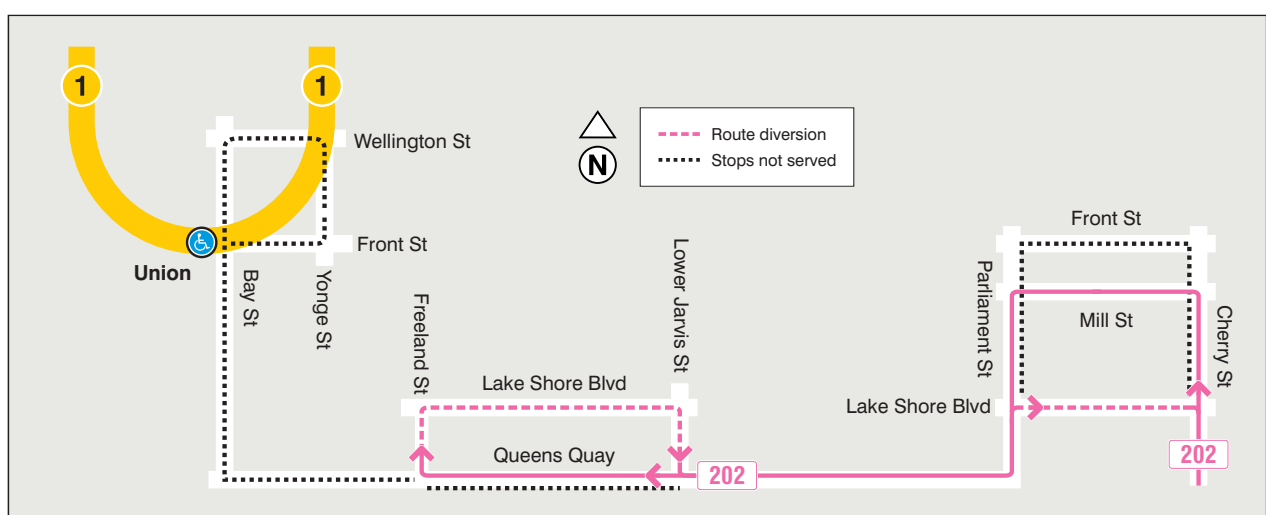 1
1
Wellington St
Front St
Union
Bay St
Yonge St
N
Route diversion
Stops not served
Freeland St
Lower Jarvis St
Lake Shore Blvd
Queens Quay
202
Parliament St
Front St
Mill St
Cherry St
Lake Shore Blvd
202